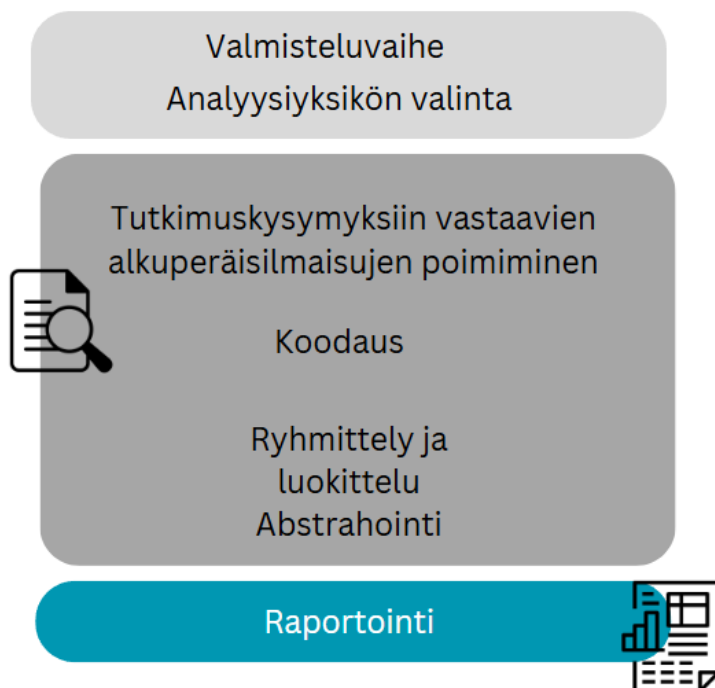 Valmisteluvaihe
Analyysiyksikön valinta
Tutkimuskysymyksiin vastaavien
alkuperäisilmaisujen poimiminen
Koodaus
Ryhmittely ja
luokittelu
Abstrahointi
Raportointi